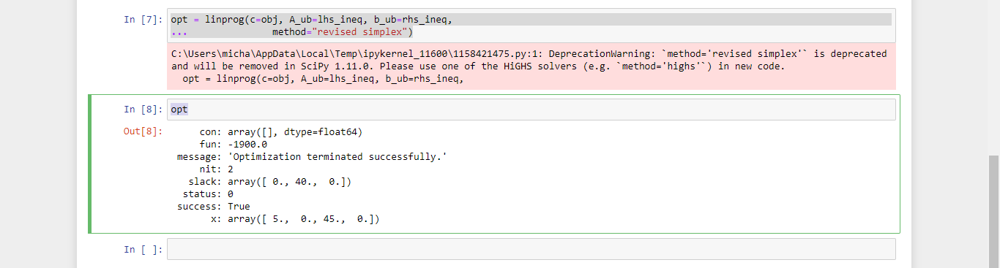 In [7]: opt = linprog(c=obj, A_ub=lhs_ineq, b_ub=rhs_ineq,
...               method="revised simplex")
C:\Users\micha\AppData\Local\Temp\ipykernel_11600\1158421475.py:1: DeprecationWarning: `method='revised simplex'` is deprecated
and will be removed in SciPy 1.11.0. Please use one of the HiGHS solvers (e.g. `method='highs'`) in new code.
  opt = linprog(c=obj, A_ub=lhs_ineq, b_ub=rhs_ineq,
In [8]: opt
Out[8]:      con: array([], dtype=float64)
     fun: -1900.0
 message: 'Optimization terminated successfully.'
     nit: 2
   slack: array([ 0., 40.,  0.])
  status: 0
 success: True
       x: array([ 5.,  0., 45.,  0.])
In [ ]: